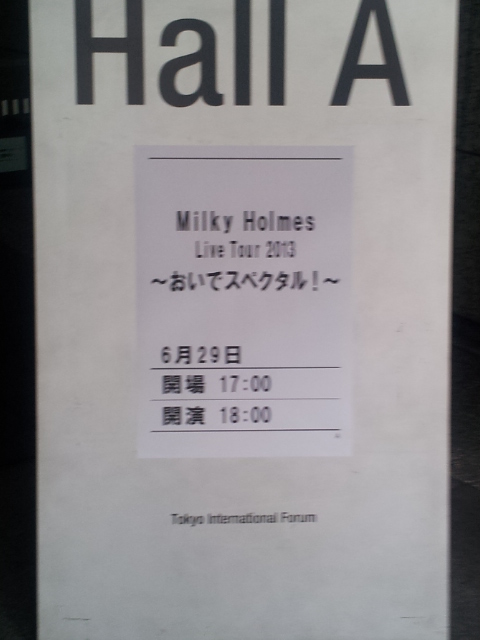 Hall A
Milky Holmes
Live Tour 2013
～おいでスペクタル！～
6月29日
開場 17:00
開演 18:00
Tokyo International Forum